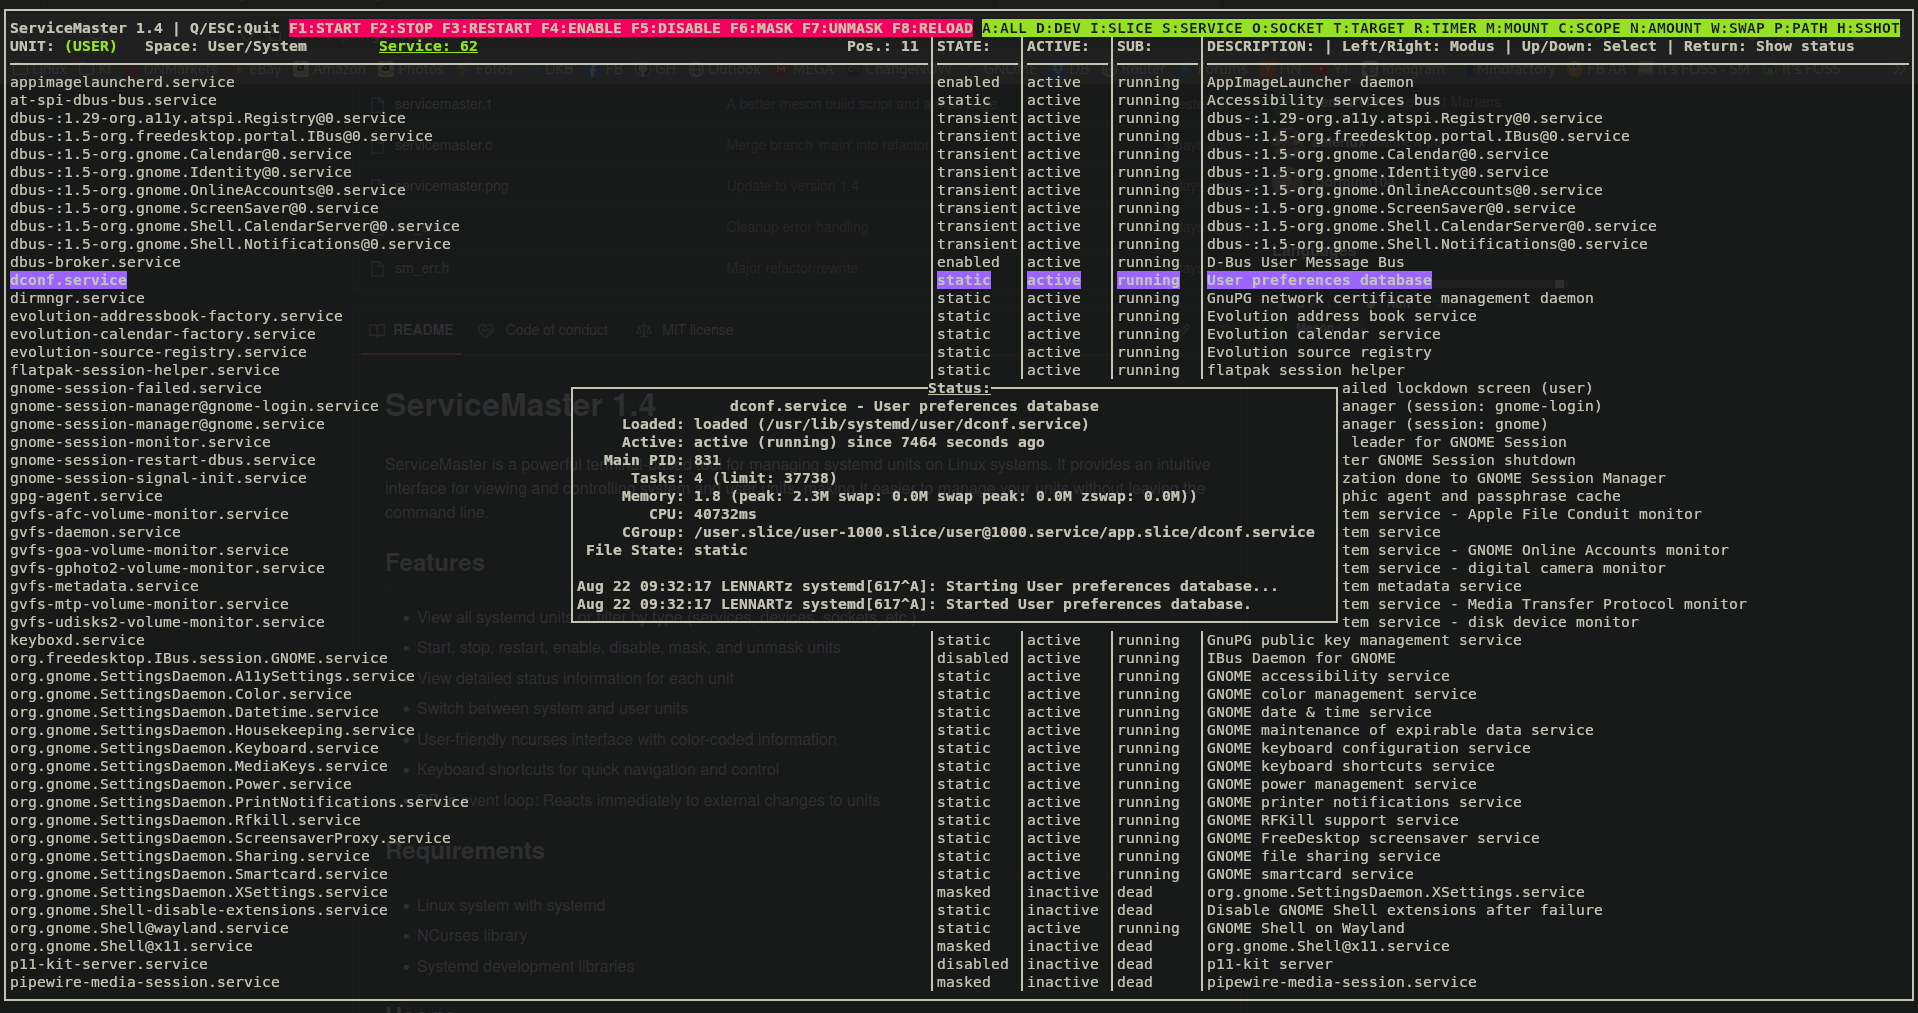 ServiceMaster 1.4 | Q/ESC:Quit F1:START F2:STOP F3:RESTART F4:ENABLE F5:DISABLE F6:MASK F7:UNMASK F8:RELOAD A:ALL D:DEV I:SLICE S:SERVICE O:SOCKET T:TARGET R:TIMER M:MOUNT C:SCOPE N:AMOUNT W:SWAP P:PATH H:SSHOT
UNIT: (USER) Space: User/System Service: 62 Pos.: 11 STATE: ACTIVE: SUB: DESCRIPTION: | Left/Right: Modus | Up/Down: Select | Return: Show status
appimagelauncherd.service enabled active running AppImageLauncher daemon
at-spi-dbus-bus.service static active running Accessibility services bus
dbus-:1.29-org.a11y.atspi.Registry@0.service transient active running dbus-:1.29-org.a11y.atspi.Registry@0.service
dbus-:1.5-org.freedesktop.portal.IBus@0.service transient active running dbus-:1.5-org.freedesktop.portal.IBus@0.service
dbus-:1.5-org.gnome.Calendar@0.service transient active running dbus-:1.5-org.gnome.Calendar@0.service
dbus-:1.5-org.gnome.Identity@0.service transient active running dbus-:1.5-org.gnome.Identity@0.service
dbus-:1.5-org.gnome.OnlineAccounts@0.service transient active running dbus-:1.5-org.gnome.OnlineAccounts@0.service
dbus-:1.5-org.gnome.ScreenSaver@0.service transient active running dbus-:1.5-org.gnome.ScreenSaver@0.service
dbus-:1.5-org.gnome.Shell.CalendarServer@0.service transient active running dbus-:1.5-org.gnome.Shell.CalendarServer@0.service
dbus-:1.5-org.gnome.Shell.Notifications@0.service transient active running dbus-:1.5-org.gnome.Shell.Notifications@0.service
dbus-broker.service enabled active running D-Bus User Message Bus
dconf.service static active running User preferences database
dirmngr.service static active running GnuPG network certificate management daemon
evolution-addressbook-factory.service static active running Evolution address book service
evolution-calendar-factory.service static active running Evolution calendar service
evolution-source-registry.service static active running Evolution source registry
flatpak-session-helper.service static active running flatpak session helper
gnome-session-failed.service Status: ailed lockdown screen (user)
gnome-session-manager@gnome-login.service dconf.service - User preferences database anager (session: gnome-login)
gnome-session-manager@gnome.service Loaded: loaded (/usr/lib/systemd/user/dconf.service) anager (session: gnome)
gnome-session-monitor.service Active: active (running) since 7464 seconds ago leader for GNOME Session
gnome-session-restart-dbus.service Main PID: 831 ter GNOME Session shutdown
gnome-session-signal-init.service Tasks: 4 (limit: 37738) zation done to GNOME Session Manager
gpg-agent.service Memory: 1.8 (peak: 2.3M swap: 0.0M swap peak: 0.0M zswap: 0.0M)) phic agent and passphrase cache
gvfs-afc-volume-monitor.service CPU: 40732ms tem service - Apple File Conduit monitor
gvfs-daemon.service CGroup: /user.slice/user-1000.slice/user@1000.service/app.slice/dconf.service tem service
gvfs-goa-volume-monitor.service File State: static tem service - GNOME Online Accounts monitor
gvfs-gphoto2-volume-monitor.service tem service - digital camera monitor
gvfs-metadata.service Aug 22 09:32:17 LENNARTz systemd[617^A]: Starting User preferences database... tem metadata service
gvfs-mtp-volume-monitor.service Aug 22 09:32:17 LENNARTz systemd[617^A]: Started User preferences database. tem service - Media Transfer Protocol monitor
gvfs-udisks2-volume-monitor.service tem service - disk device monitor
keyboxd.service static active running GnuPG public key management service
org.freedesktop.IBus.session.GNOME.service disabled active running IBus Daemon for GNOME
org.gnome.SettingsDaemon.A11ySettings.service static active running GNOME accessibility service
org.gnome.SettingsDaemon.Color.service static active running GNOME color management service
org.gnome.SettingsDaemon.Datetime.service static active running GNOME date & time service
org.gnome.SettingsDaemon.Housekeeping.service static active running GNOME maintenance of expirable data service
org.gnome.SettingsDaemon.Keyboard.service static active running GNOME keyboard configuration service
org.gnome.SettingsDaemon.MediaKeys.service static active running GNOME keyboard shortcuts service
org.gnome.SettingsDaemon.Power.service static active running GNOME power management service
org.gnome.SettingsDaemon.PrintNotifications.service static active running GNOME printer notifications service
org.gnome.SettingsDaemon.Rfkill.service static active running GNOME RFKill support service
org.gnome.SettingsDaemon.ScreensaverProxy.service static active running GNOME FreeDesktop screensaver service
org.gnome.SettingsDaemon.Sharing.service static active running GNOME file sharing service
org.gnome.SettingsDaemon.Smartcard.service static active running GNOME smartcard service
org.gnome.SettingsDaemon.XSettings.service masked inactive dead org.gnome.SettingsDaemon.XSettings.service
org.gnome.Shell-disable-extensions.service static inactive dead Disable GNOME Shell extensions after failure
org.gnome.Shell@wayland.service static active running GNOME Shell on Wayland
org.gnome.Shell@x11.service masked inactive dead org.gnome.Shell@x11.service
p11-kit-server.service disabled inactive dead p11-kit server
pipewire-media-session.service masked inactive dead pipewire-media-session.service